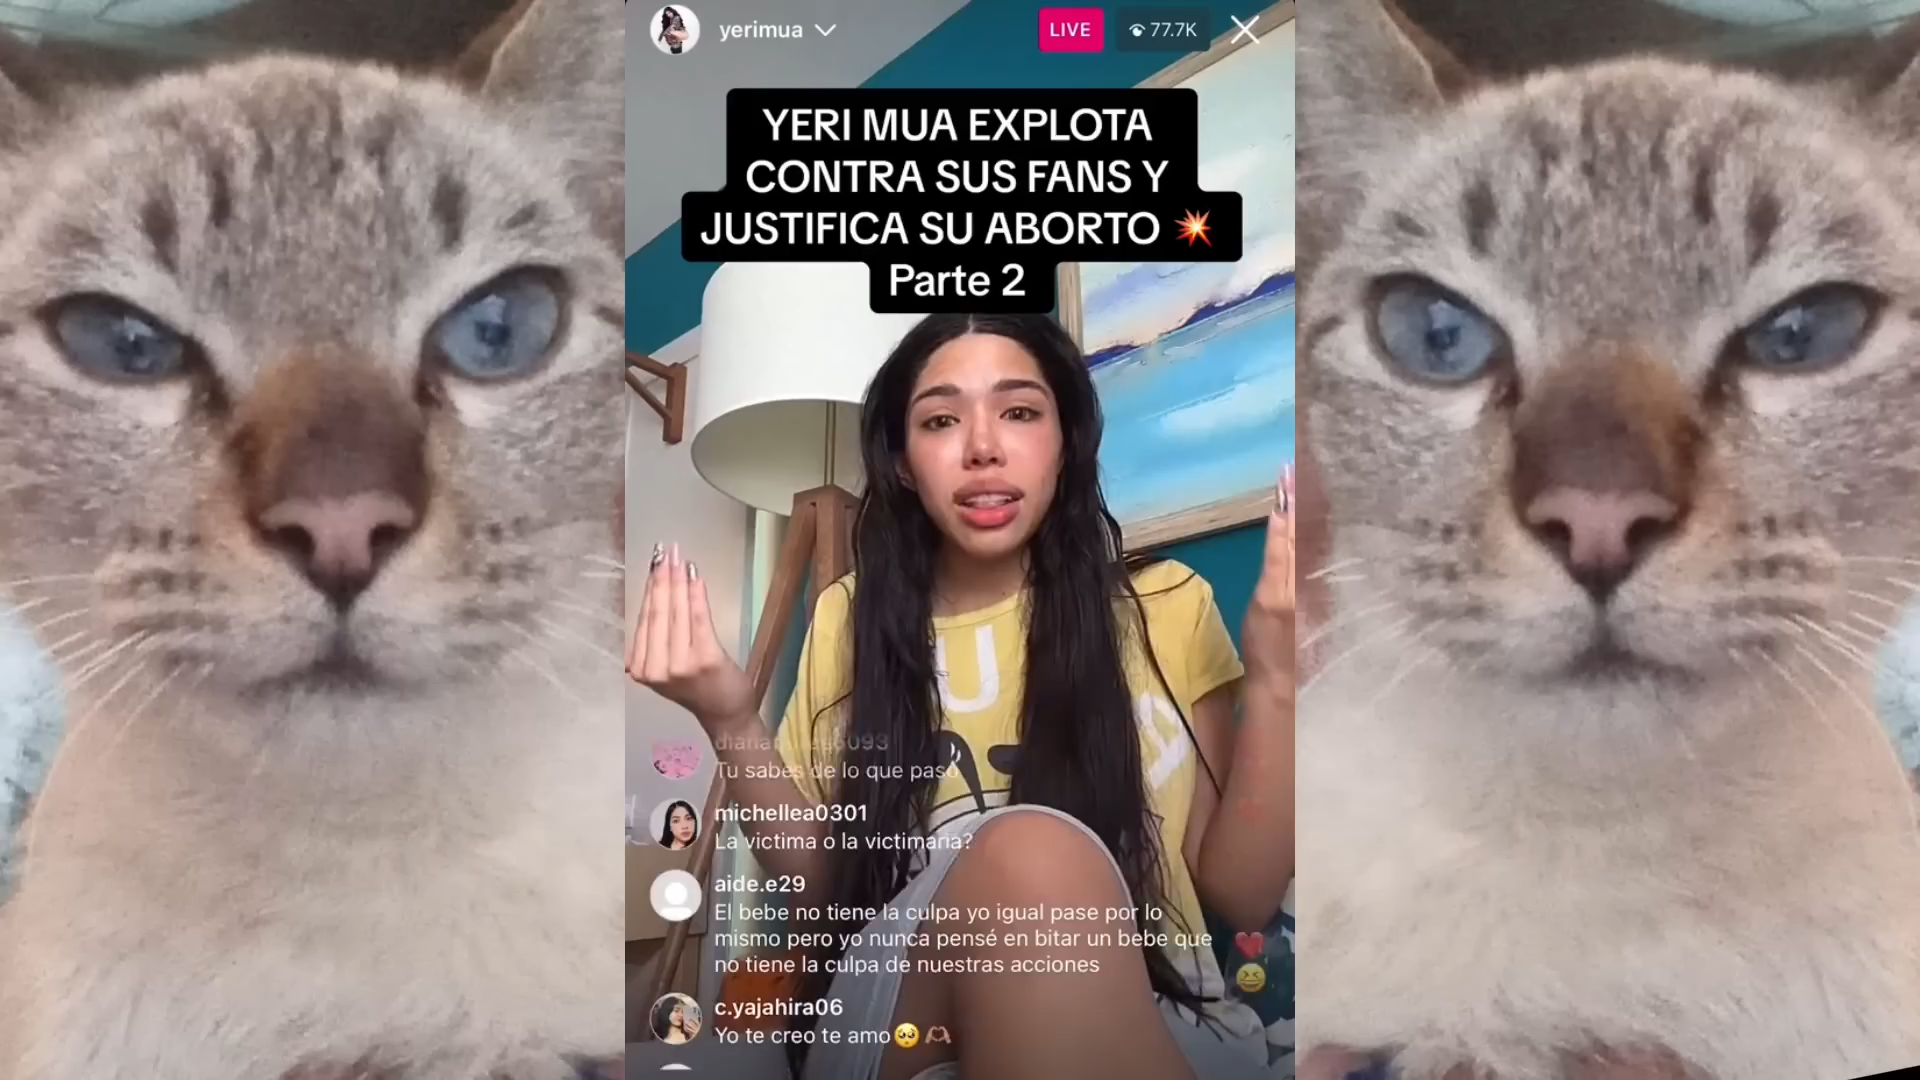 yerimua
LIVE
77.7K
YERI MUA EXPLOTA
CONTRA SUS FANS Y
JUSTIFICA SU ABORTO 💥
Parte 2
U
Tu sabes de lo que pasó
michellea0301
La victima o la victimaria?
aide.e29
El bebe no tiene la culpa yo igual pase por lo
mismo pero yo nunca pensé en bitar un bebe que
no tiene la culpa de nuestras acciones
c.yajahira06
Yo te creo te amo🥺🫶🏽